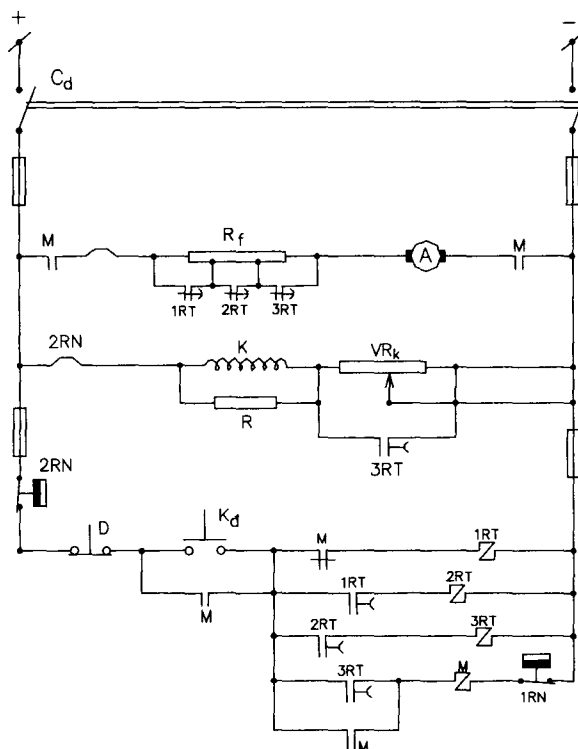 + −
C_d
M R_f A M
1RT 2RT 3RT
2RN K VR_k
R
3RT
2RN
D K_d
M 1RT
M 1RT 2RT
2RT 3RT
3RT M
1RN
M